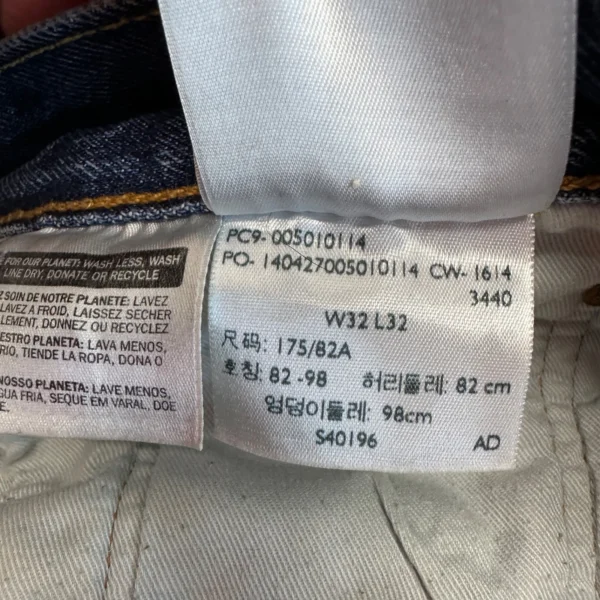 FOR OUR PLANET: WASH LESS, WASH
LINE DRY, DONATE OR RECYCLE
SOIN DE NOTRE PLANETE: LAVEZ
LAVEZ A FROID, LAISSEZ SECHER
LEMENT, DONNEZ OU RECYCLEZ
ESTRO PLANETA: LAVA MENOS,
RIO, TIENDE LA ROPA, DONA O
NOSSO PLANETA: LAVE MENOS,
GUA FRIA, SEQUE EM VARAL, DOE
E.
PC9- 005010114
PO- 140427005010114 CW- 1614
3440
W32 L32
尺码: 175/82A
호칭: 82 -98 허리둘레: 82 cm
엉덩이둘레: 98cm
S40196 AD